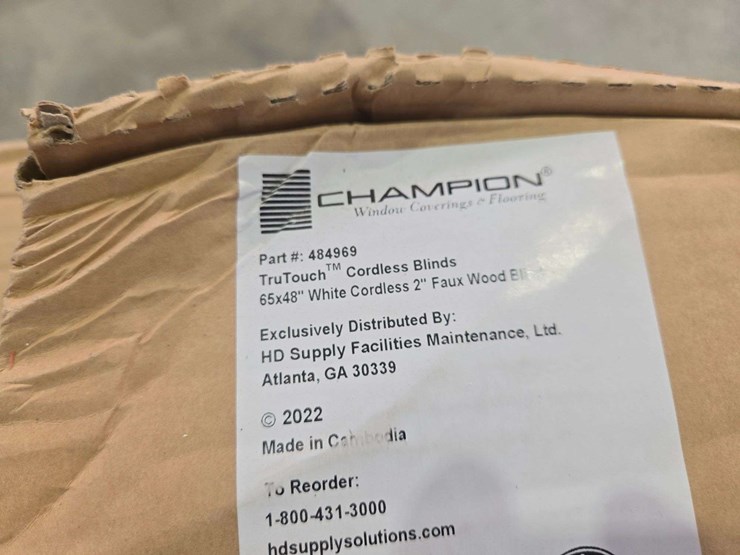 CHAMPION®
Window Coverings & Flooring
Part #: 484969
TruTouch™ Cordless Blinds
65x48" White Cordless 2" Faux Wood
Exclusively Distributed By:
HD Supply Facilities Maintenance, Ltd.
Atlanta, GA 30339
© 2022
Made in Cambodia
To Reorder:
1-800-431-3000
hdsupplysolutions.com